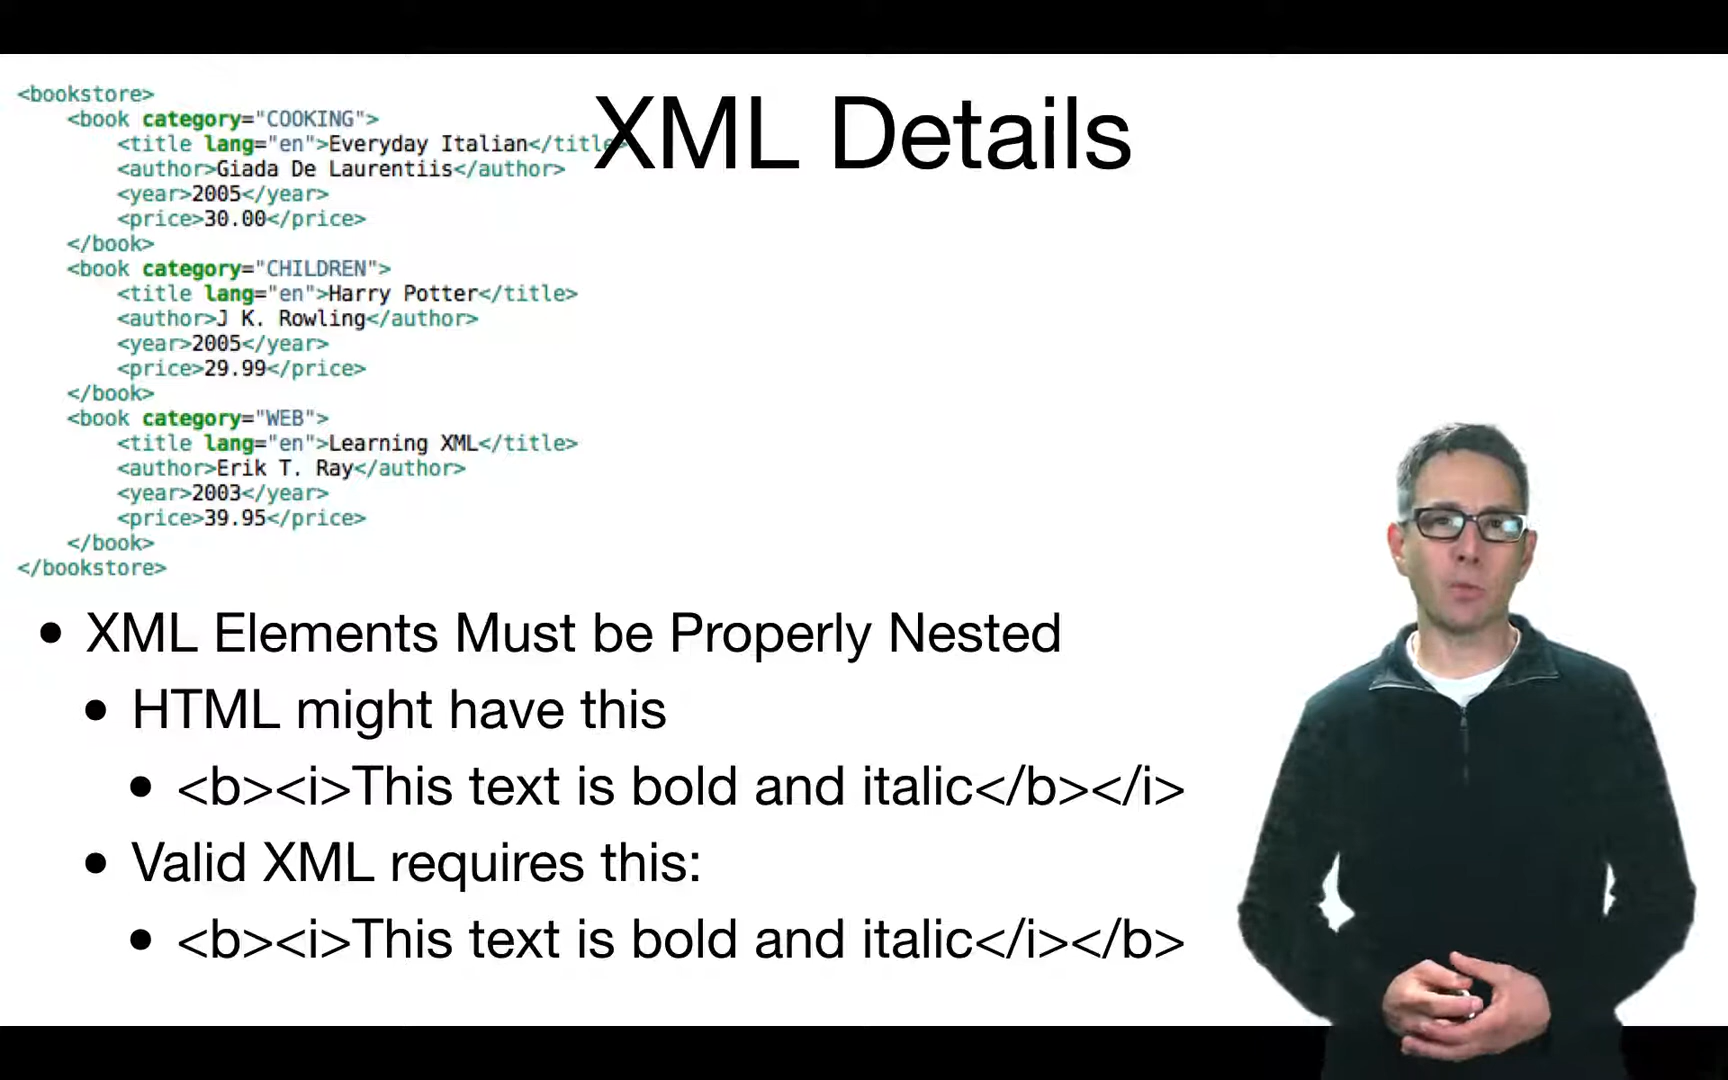 XML Details
<bookstore>
<book category="COOKING">
<title lang="en">Everyday Italian</title>
<author>Giada De Laurentiis</author>
<year>2005</year>
<price>30.00</price>
</book>
<book category="CHILDREN">
<title lang="en">Harry Potter</title>
<author>J K. Rowling</author>
<year>2005</year>
<price>29.99</price>
</book>
<book category="WEB">
<title lang="en">Learning XML</title>
<author>Erik T. Ray</author>
<year>2003</year>
<price>39.95</price>
</book>
</bookstore>
• XML Elements Must be Properly Nested
• HTML might have this
• <b><i>This text is bold and italic</b></i>
• Valid XML requires this:
• <b><i>This text is bold and italic</i></b>